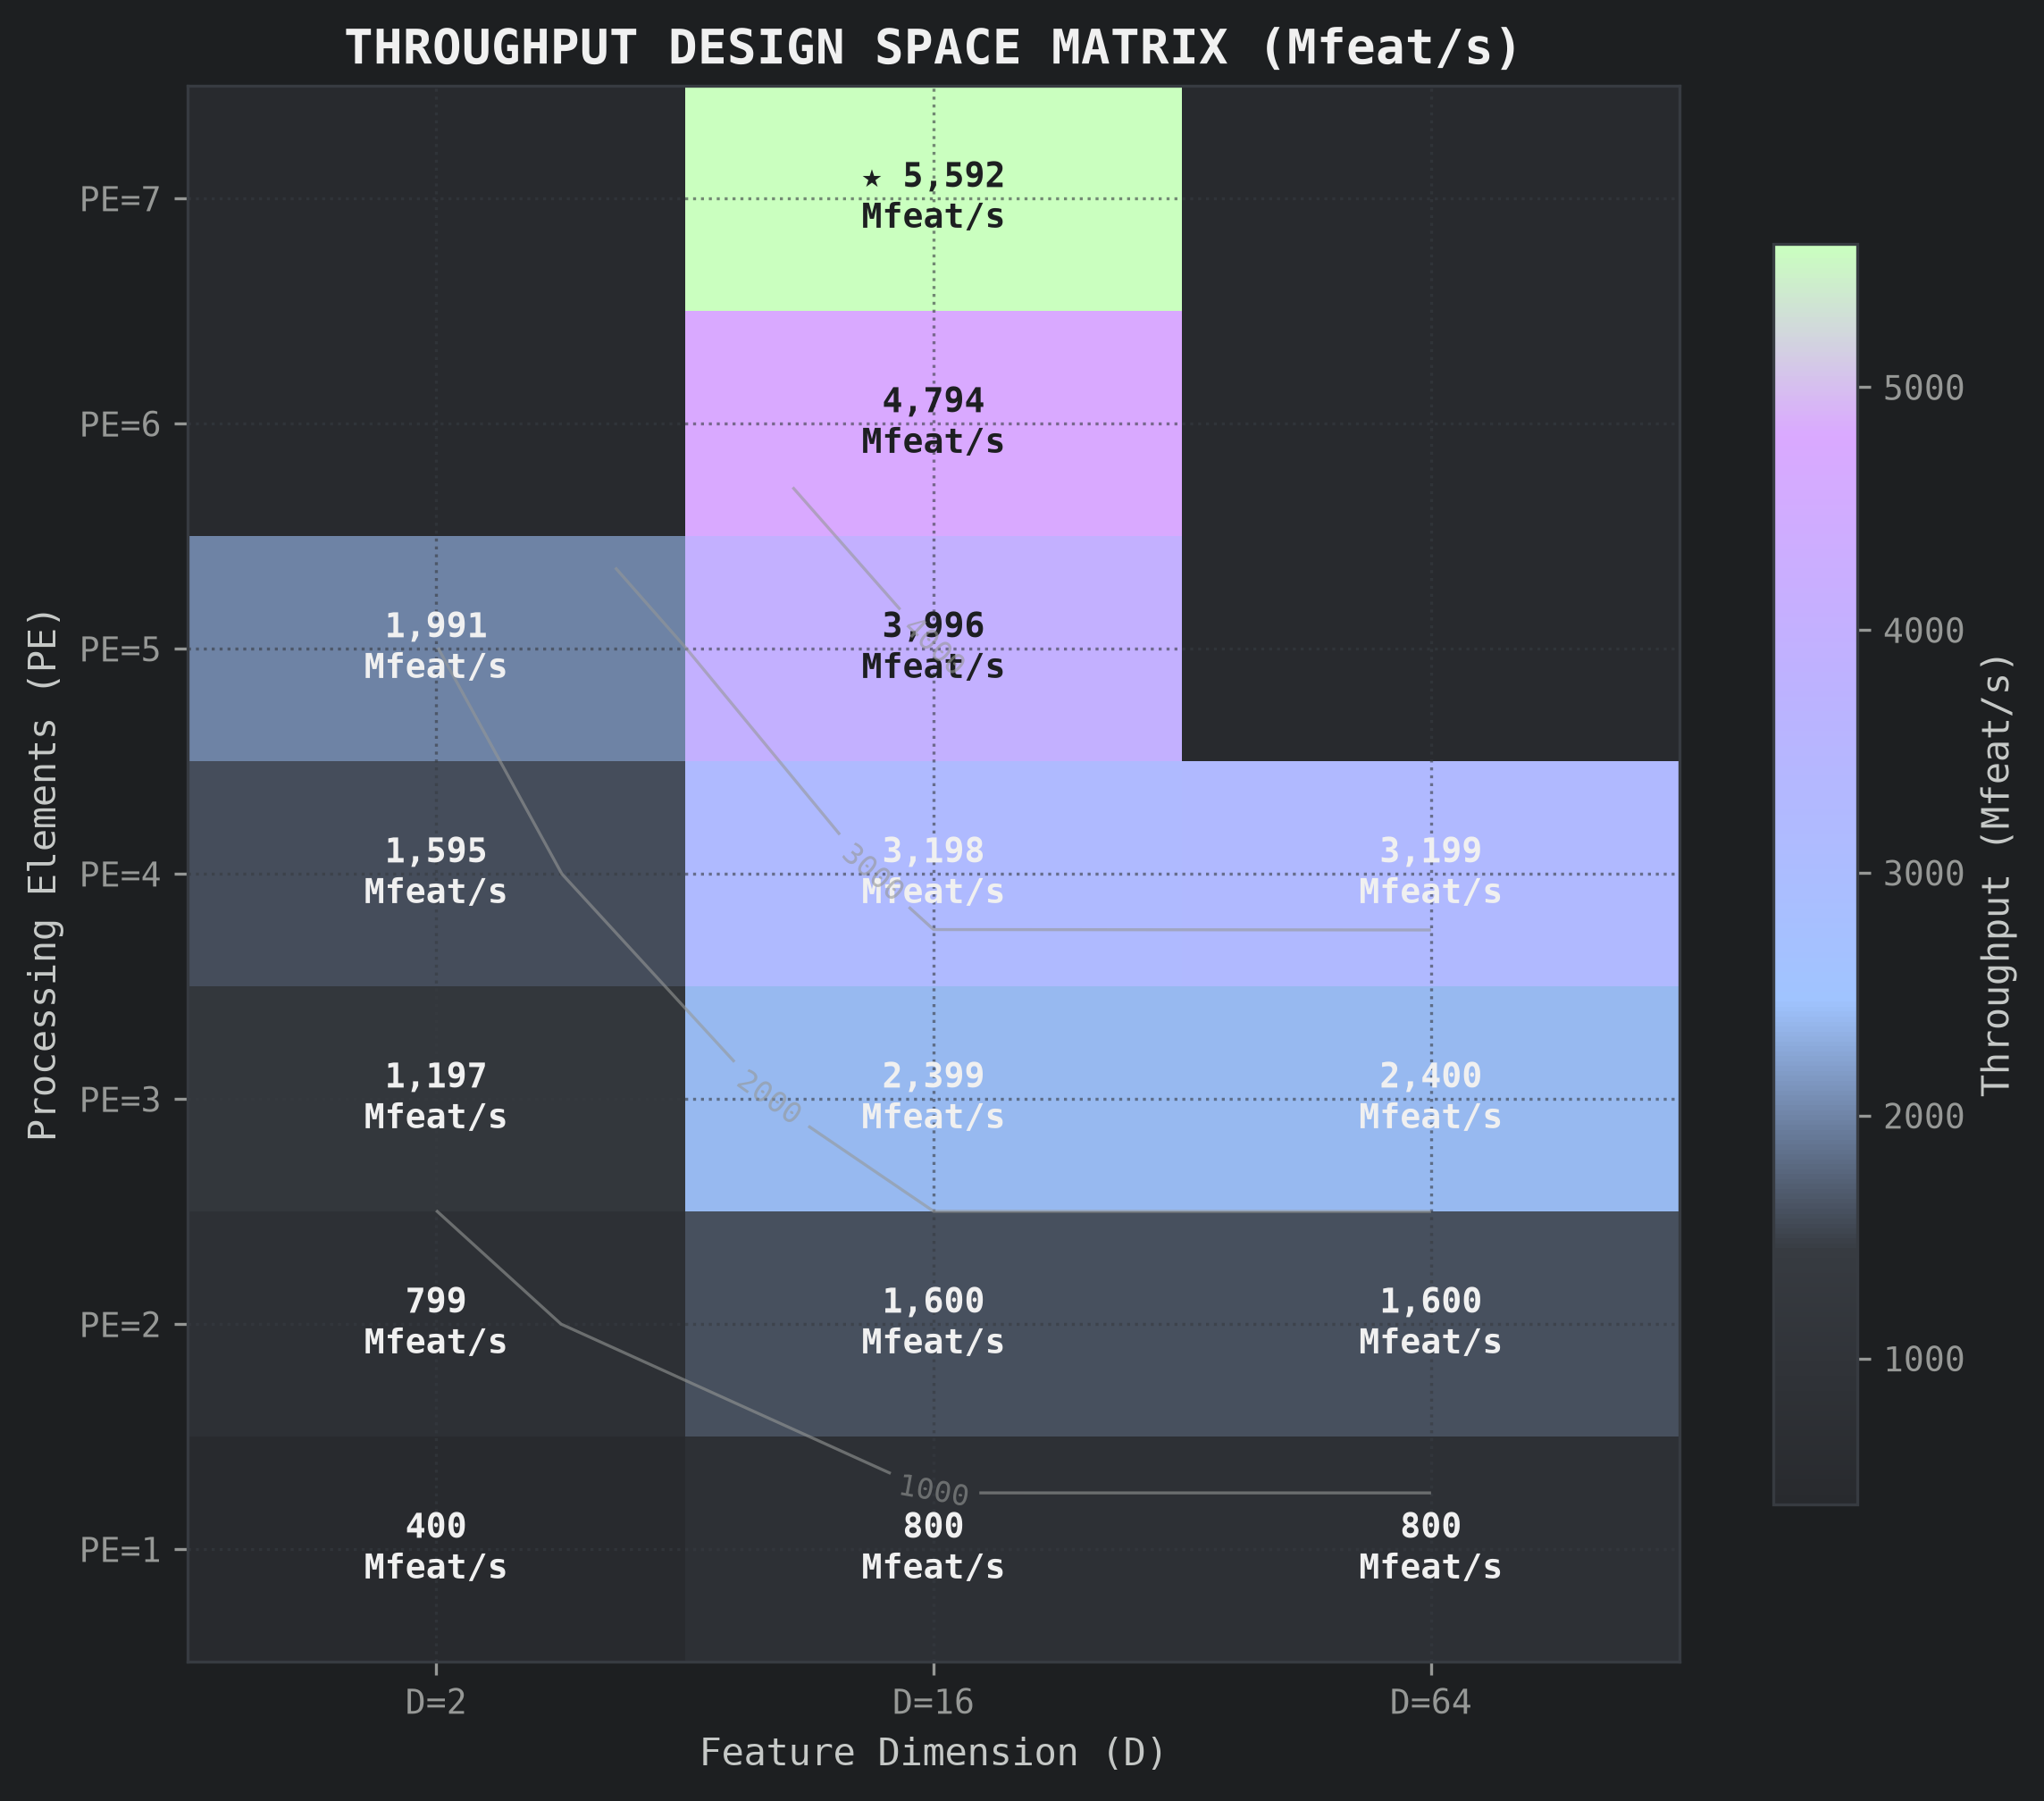 THROUGHPUT DESIGN SPACE MATRIX (Mfeat/s)
PE=7
★ 5,592
Mfeat/s
PE=6
4,794
Mfeat/s
PE=5
1,991
Mfeat/s
3,996
Mfeat/s
4000
PE=4
1,595
Mfeat/s
3,198
Mfeat/s
3,199
Mfeat/s
3000
PE=3
1,197
Mfeat/s
2,399
Mfeat/s
2,400
Mfeat/s
2000
PE=2
799
Mfeat/s
1,600
Mfeat/s
1,600
Mfeat/s
1000
PE=1
400
Mfeat/s
800
Mfeat/s
800
Mfeat/s
D=2
D=16
D=64
Feature Dimension (D)
Processing Elements (PE)
5000
4000
3000
2000
1000
Throughput (Mfeat/s)